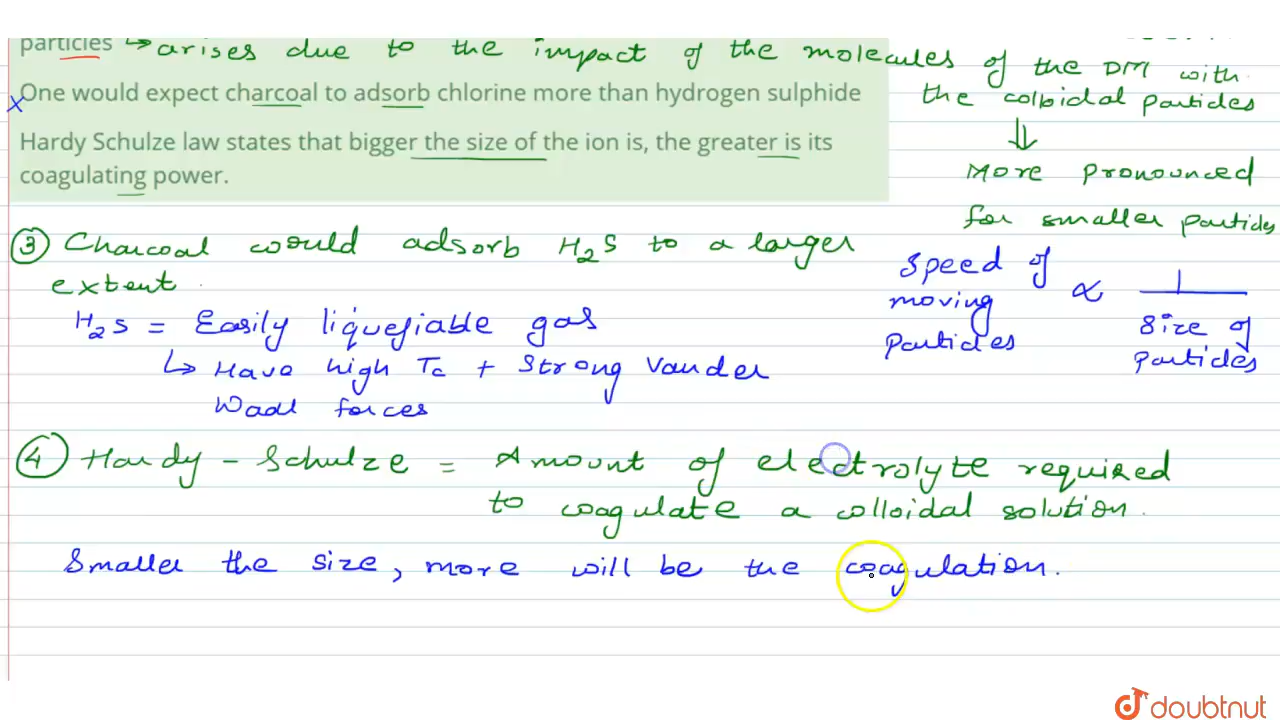 particles ↳ arises due to the impact of the molecules of the DM with
the colloidal particles
⇓
More pronounced
for smaller particles
One would expect charcoal to adsorb chlorine more than hydrogen sulphide
Hardy Schulze law states that bigger the size of the ion is, the greater is its
coagulating power.
③ Charcoal would adsorb H₂S to a larger
extent.
H₂S = Easily liquefiable gas
↳ Have high Tc + Strong Vander
Waal forces
Speed of
moving
particles
∝
1
Size of
particles
④ Hardy - Schulze = Amount of electrolyte required
to coagulate a colloidal solution.
Smaller the size, more will be the coagulation.
doubtnut